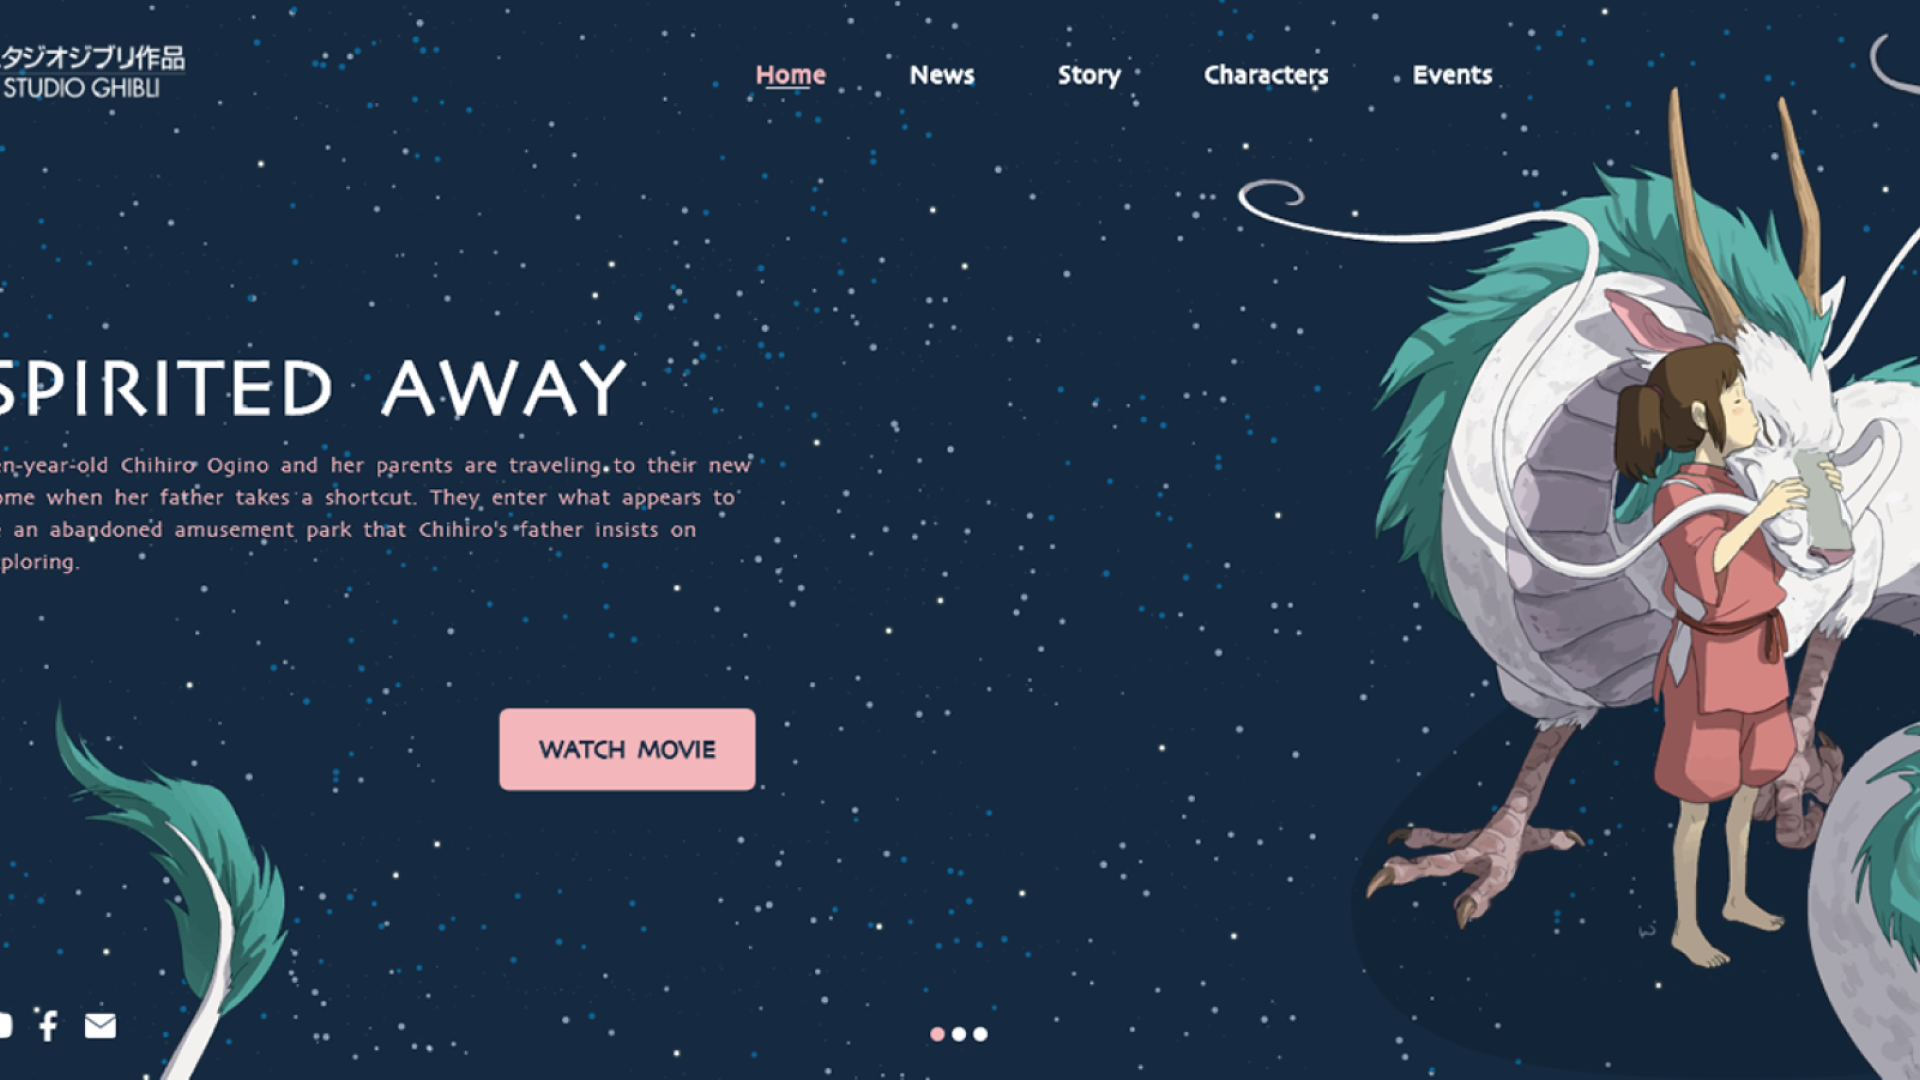 タジオジブリ作品
STUDIO GHIBLI
Home News Story Characters Events
SPIRITED AWAY
en-year-old Chihiro Ogino and her parents are traveling to their new
ome when her father takes a shortcut. They enter what appears to
e an abandoned amusement park that Chihiro's father insists on
ploring.
WATCH MOVIE